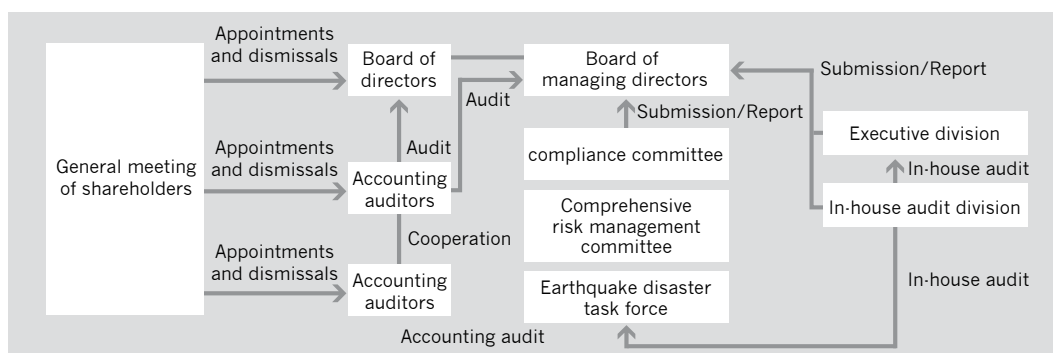 Appointments
and dismissals
Board of
directors
Board of
managing directors
Submission/Report
Audit
Submission/Report
Executive division
General meeting
of shareholders
Appointments
and dismissals
Audit
Accounting
auditors
compliance committee
In-house audit
In-house audit division
Comprehensive
risk management
committee
Cooperation
Appointments
and dismissals
Accounting
auditors
Earthquake disaster
task force
In-house audit
Accounting audit